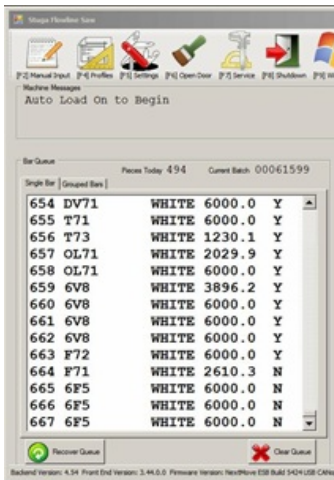 Stuga Flowline Saw
[F2] Manual Input [F4] Profiles [F5] Settings [F6] Open Door [F7] Service [F8] Shutdown [F9]
Machine Messages
Auto Load On to Begin
Bar Queue
Pieces Today 494 Current Batch 00061599
Single Bar Grouped Bars
654 DV71 WHITE 6000.0 Y
655 T71 WHITE 6000.0 Y
656 T73 WHITE 1230.1 Y
657 OL71 WHITE 2029.9 Y
658 OL71 WHITE 6000.0 Y
659 6V8 WHITE 3896.2 Y
660 6V8 WHITE 6000.0 Y
661 6V8 WHITE 6000.0 Y
662 6V8 WHITE 6000.0 Y
663 F72 WHITE 6000.0 Y
664 F71 WHITE 2610.3 N
665 6F5 WHITE 6000.0 N
666 6F5 WHITE 6000.0 N
667 6F5 WHITE 6000.0 N
Recover Queue Clear Queue
Backend Version: 4.54 Front End Version: 3.44.0.0 Firmware Version: NextMove ESB Build 5424 USB